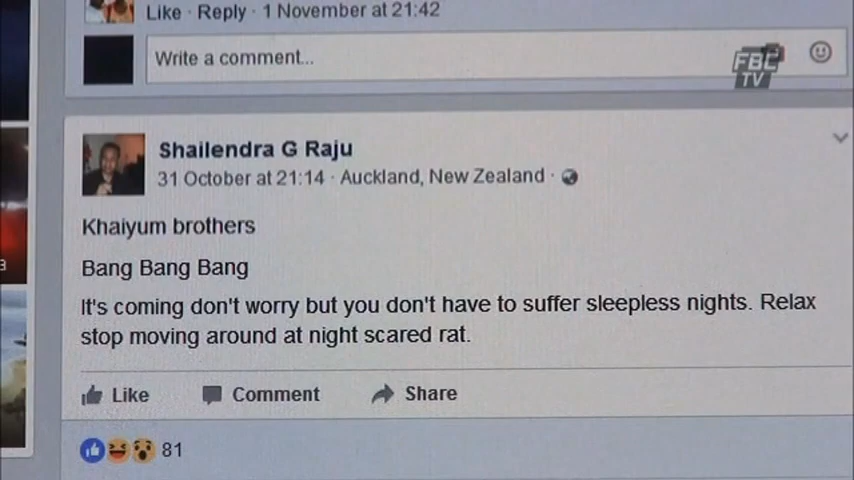 Like · Reply · 1 November at 21:42
Write a comment...
FBC
TV
Shailendra G Raju
31 October at 21:14 · Auckland, New Zealand ·
Khaiyum brothers
Bang Bang Bang
It's coming don't worry but you don't have to suffer sleepless nights. Relax
stop moving around at night scared rat.
Like Comment Share
81
3